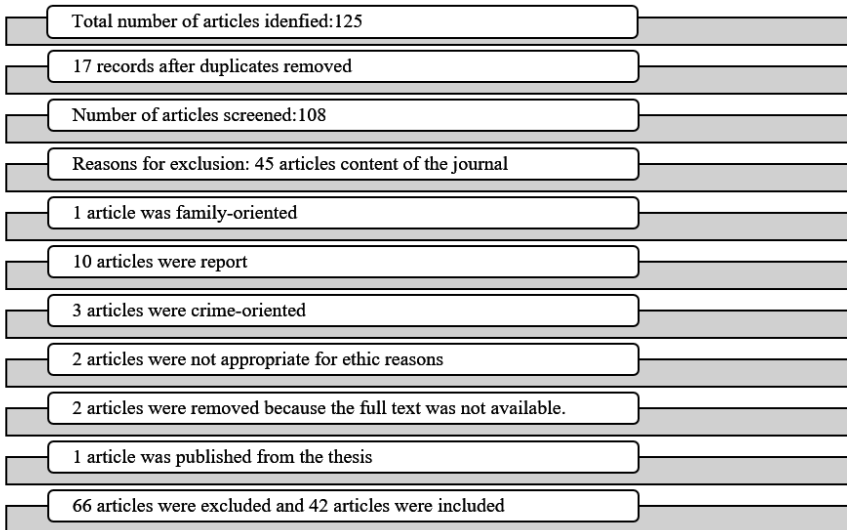 Total number of articles idenfied:125
17 records after duplicates removed
Number of articles screened:108
Reasons for exclusion: 45 articles content of the journal
1 article was family-oriented
10 articles were report
3 articles were crime-oriented
2 articles were not appropriate for ethic reasons
2 articles were removed because the full text was not available.
1 article was published from the thesis
66 articles were excluded and 42 articles were included